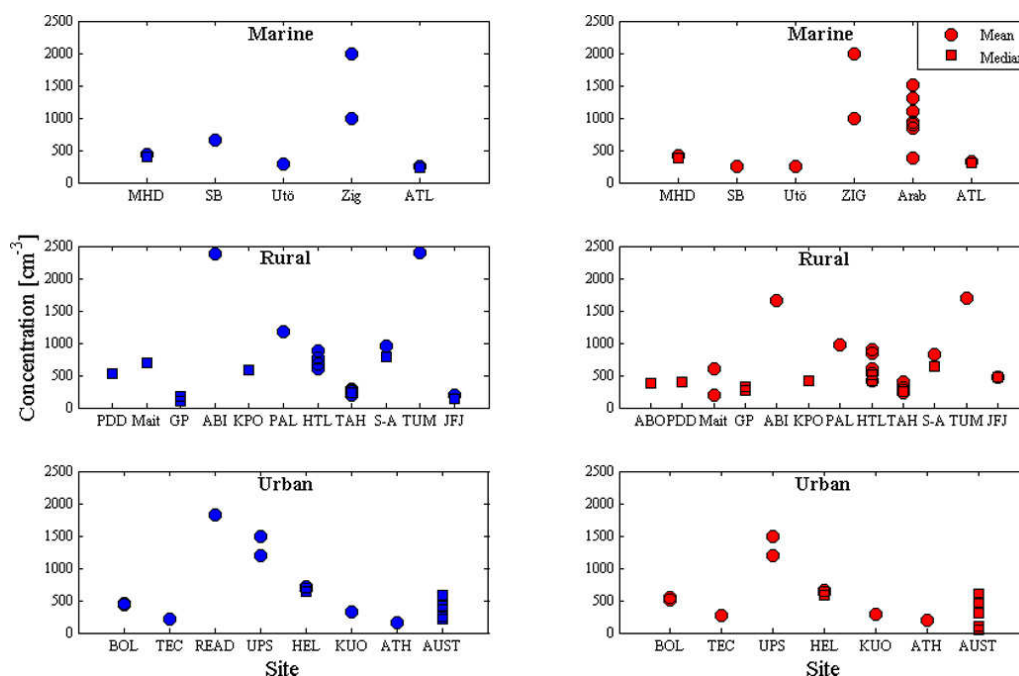 Marine
2500
2000
1500
1000
500
0
MHD SB Utö Zig ATL
Marine
Mean
Median
2500
2000
1500
1000
500
0
MHD SB Utö ZIG Arab ATL
Concentration [cm-3]
Rural
2500
2000
1500
1000
500
0
PDD Mait GP ABI KPO PAL HTL TAH S-A TUM JFJ
Rural
2500
2000
1500
1000
500
0
ABO PDD Mait GP ABI KPO PAL HTL TAH S-A TUM JFJ
Urban
2500
2000
1500
1000
500
0
BOL TEC READ UPS HEL KUO ATH AUST
Site
Urban
2500
2000
1500
1000
500
0
BOL TEC UPS HEL KUO ATH AUST
Site